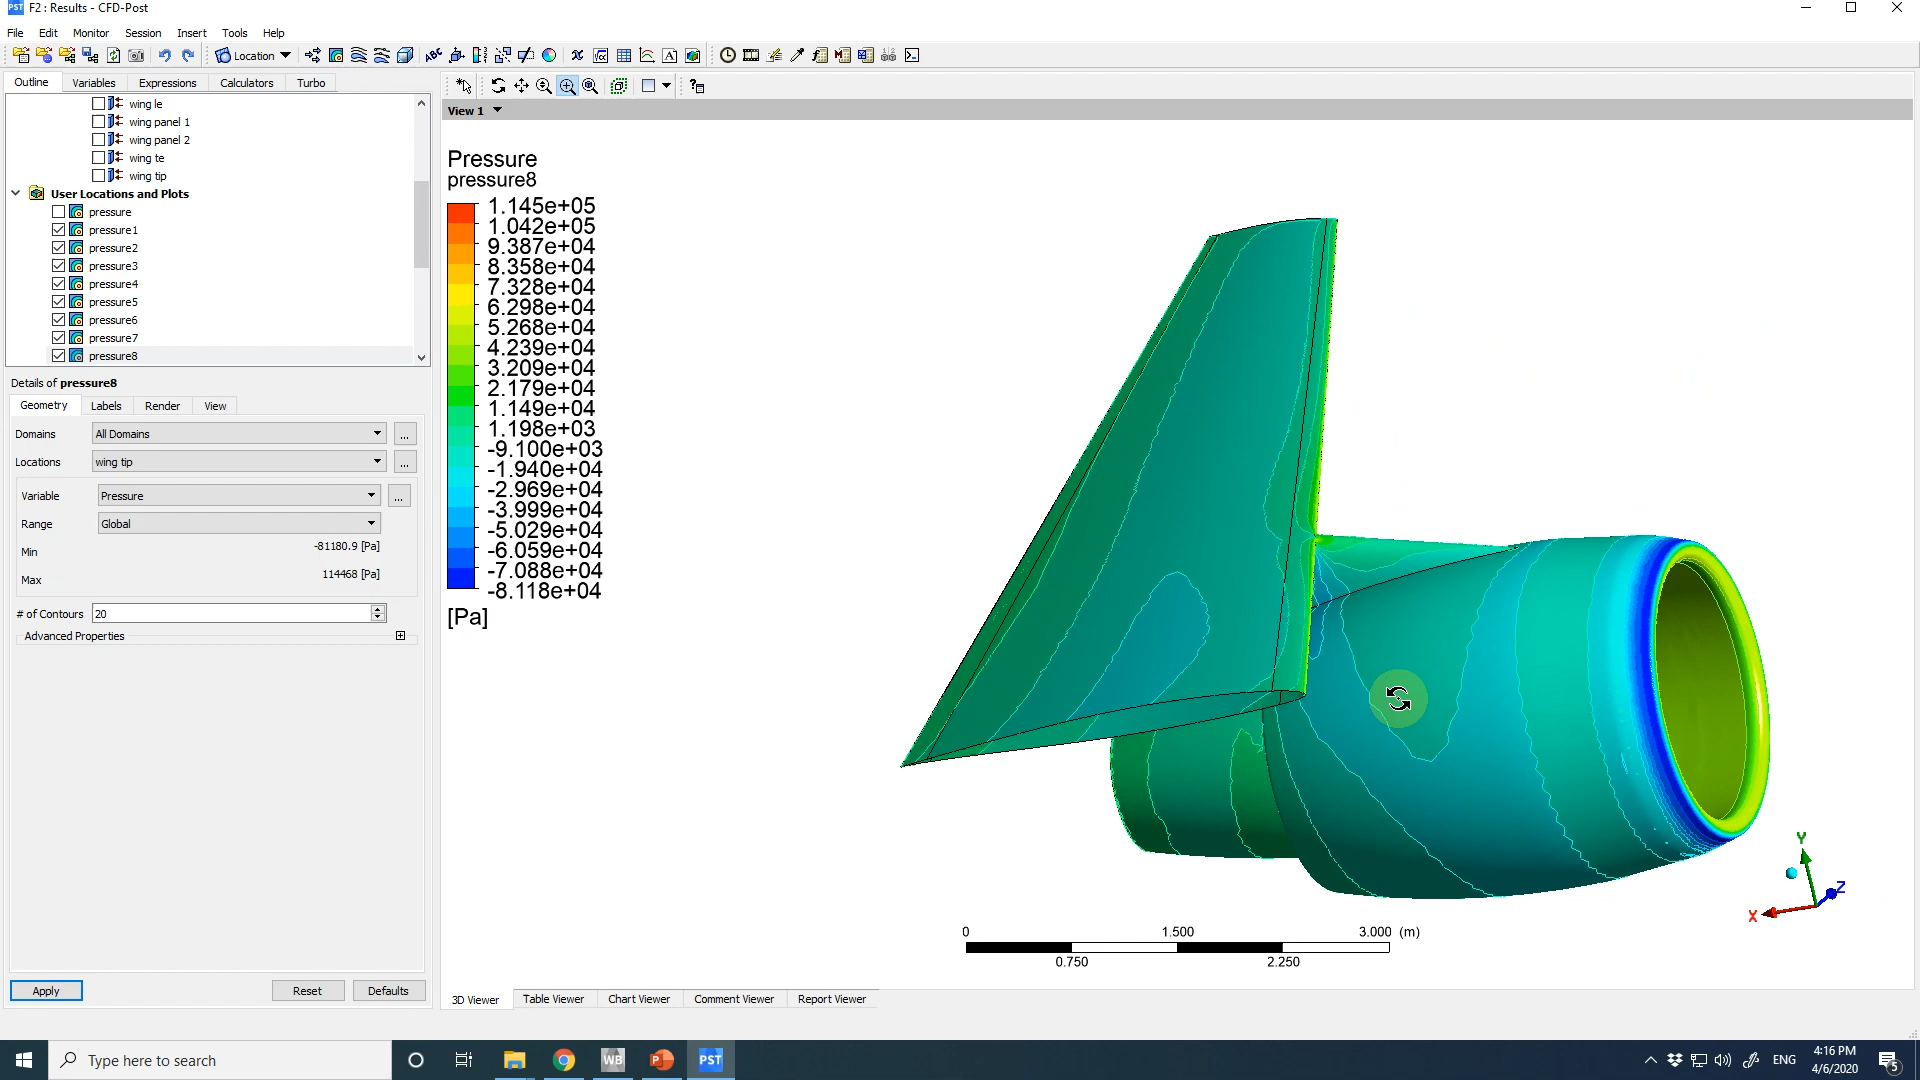 PST F2 : Results - CFD-Post
File Edit Monitor Session Insert Tools Help
Location
Outline Variables Expressions Calculators Turbo
View 1
wing le
wing panel 1
wing panel 2
wing te
wing tip
User Locations and Plots
pressure
pressure1
pressure2
pressure3
pressure4
pressure5
pressure6
pressure7
pressure8
Details of pressure8
Geometry Labels Render View
Domains All Domains ...
Locations wing tip ...
Variable Pressure ...
Range Global
Min -81180.9 [Pa]
Max 114468 [Pa]
# of Contours 20
Advanced Properties
Apply Reset Defaults
Pressure
pressure8
1.145e+05
1.042e+05
9.387e+04
8.358e+04
7.328e+04
6.298e+04
5.268e+04
4.239e+04
3.209e+04
2.179e+04
1.149e+04
1.198e+03
-9.100e+03
-1.940e+04
-2.969e+04
-3.999e+04
-5.029e+04
-6.059e+04
-7.088e+04
-8.118e+04
[Pa]
Y
Z
X
0 1.500 3.000 (m)
0.750 2.250
3D Viewer Table Viewer Chart Viewer Comment Viewer Report Viewer
Type here to search
WB
P
PST
ENG
4:16 PM
4/6/2020
5